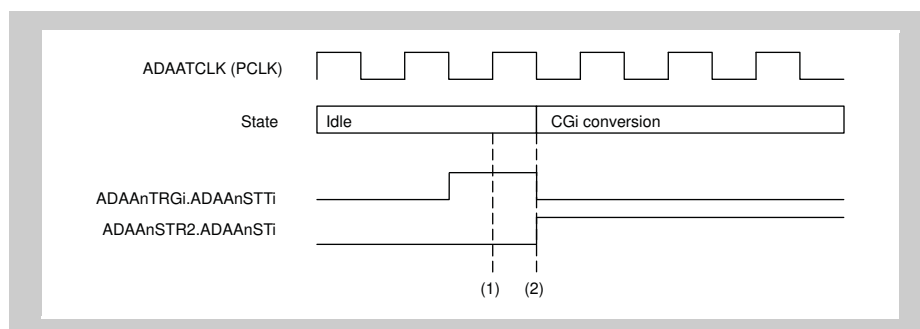 ADAATCLK (PCLK)
State
Idle
CGi conversion
ADAAnTRGi.ADAAnSTTi
ADAAnSTR2.ADAAnSTi
(1) (2)